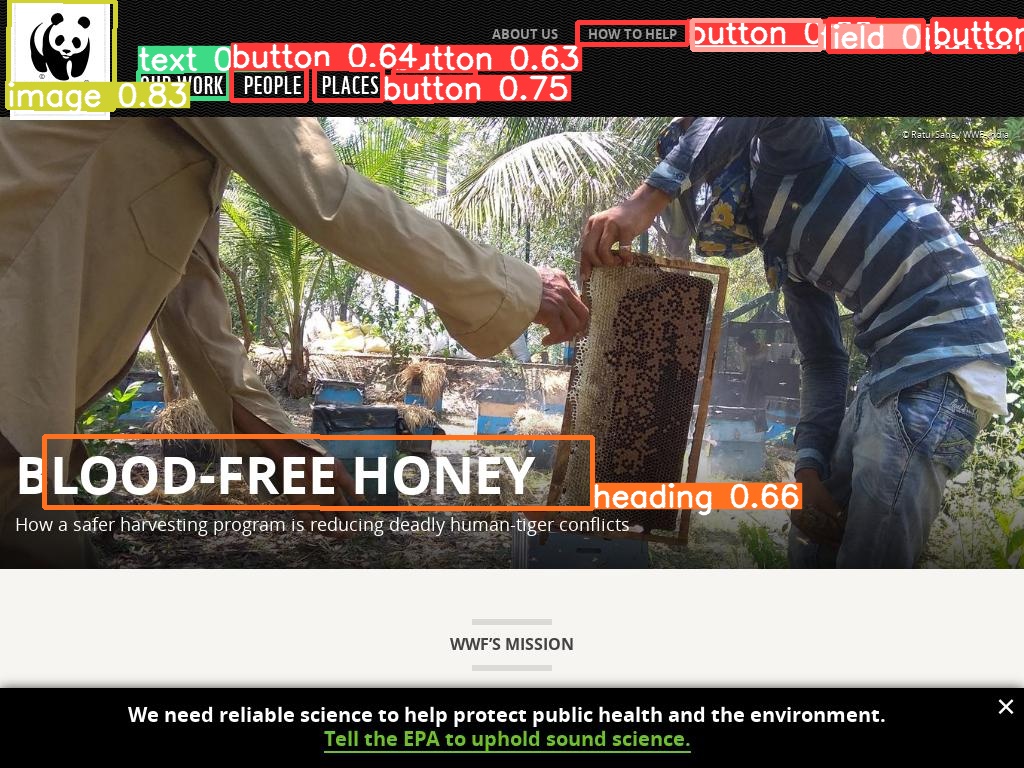 ABOUT US
HOW TO HELP
button
field
button
text 0
button 0.64
button 0.63
OUR WORK
PEOPLE
PLACES
button 0.75
image 0.83
© Ratul Saha / WWF-India
BLOOD-FREE HONEY
heading 0.66
How a safer harvesting program is reducing deadly human-tiger conflicts
WWF'S MISSION
We need reliable science to help protect public health and the environment.
Tell the EPA to uphold sound science.